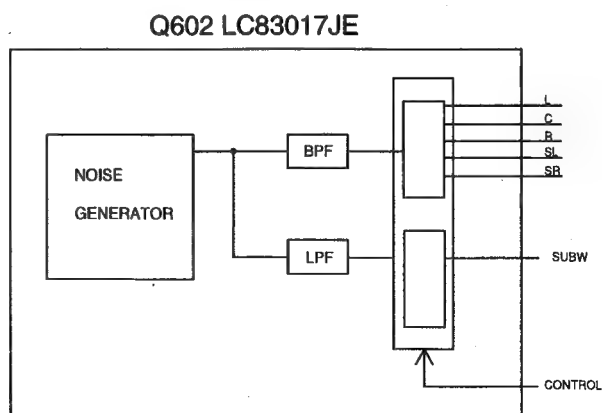 Q602 LC83017JE
NOISE
GENERATOR
BPF
LPF
L
C
R
SL
SR
SUBW
CONTROL